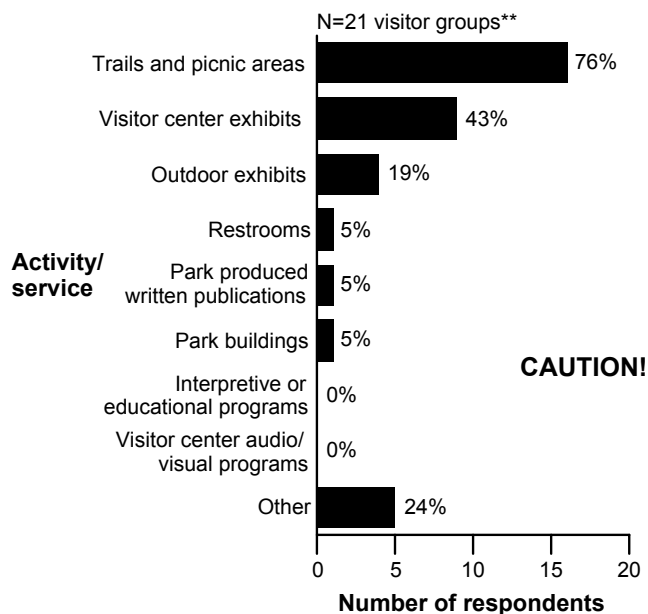 N=21 visitor groups**
Trails and picnic areas 76%
Visitor center exhibits 43%
Outdoor exhibits 19%
Restrooms 5%
Activity/
service
Park produced
written publications 5%
Park buildings 5%
CAUTION!
Interpretive or
educational programs 0%
Visitor center audio/
visual programs 0%
Other 24%
0 5 10 15 20
Number of respondents